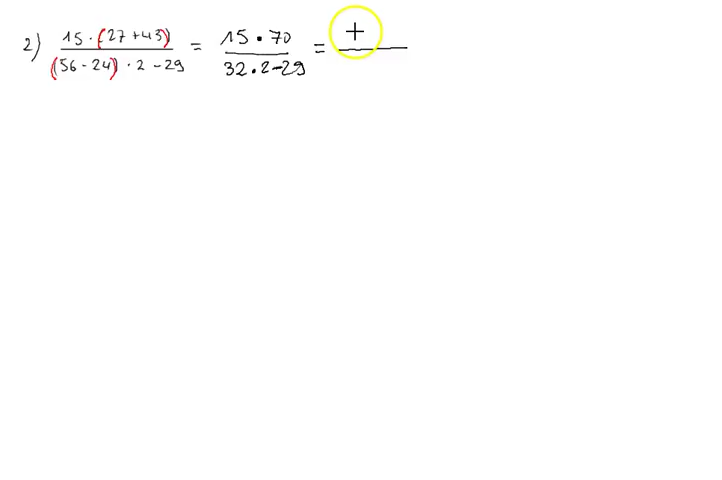 2) 15 · (27 + 43) / (56 - 24) · 2 - 29 = 15 · 70 / 32 · 2 - 29 =